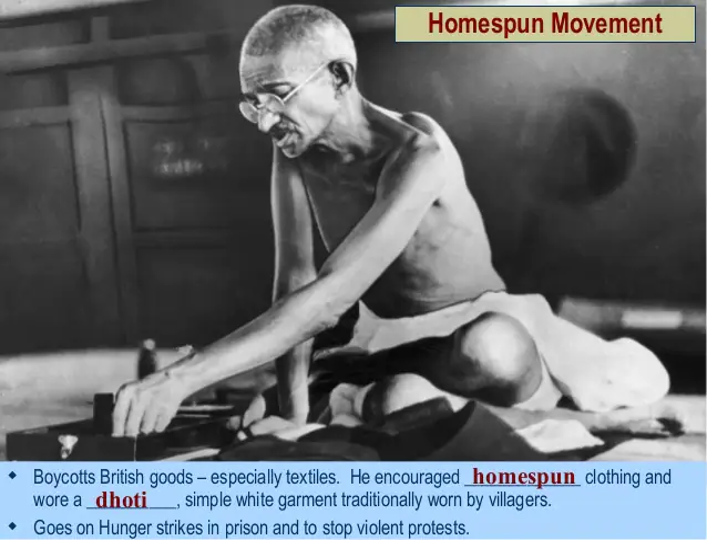 Homespun Movement
Boycotts British goods – especially textiles. He encouraged homespun clothing and
wore a dhoti, simple white garment traditionally worn by villagers.
Goes on Hunger strikes in prison and to stop violent protests.